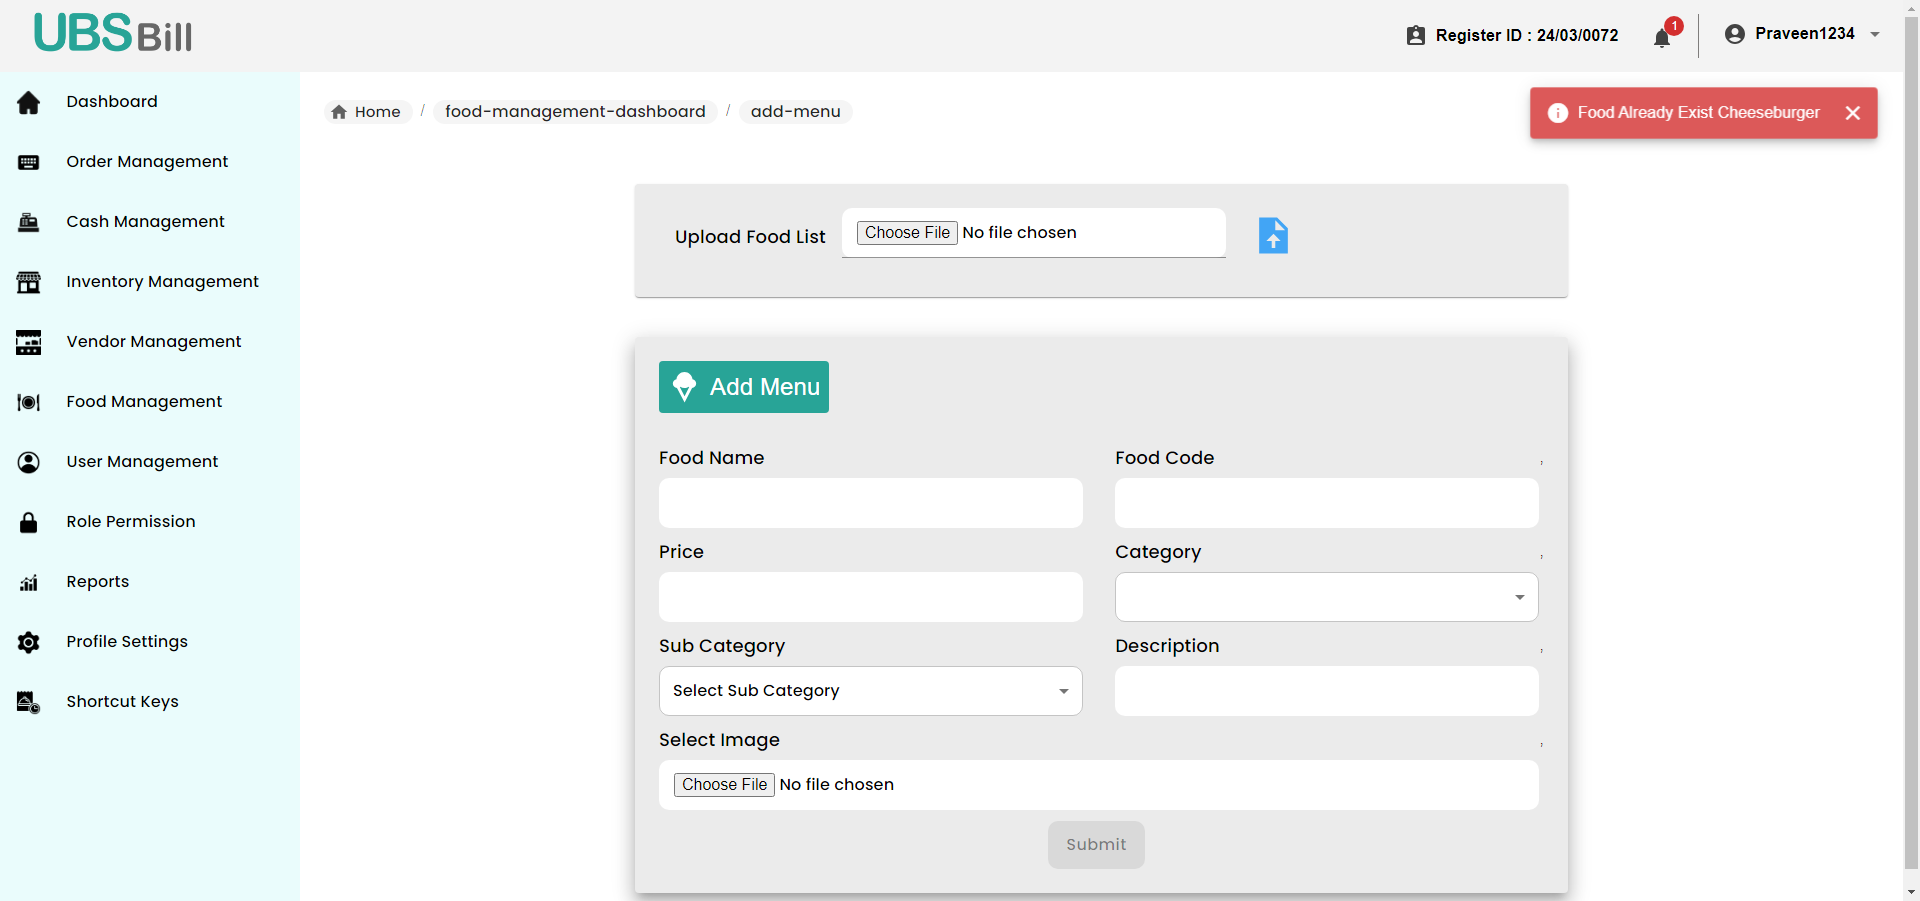 UBS Bill
Register ID : 24/03/0072
1
Praveen1234
Dashboard
Order Management
Cash Management
Inventory Management
Vendor Management
Food Management
User Management
Role Permission
Reports
Profile Settings
Shortcut Keys
Home / food-management-dashboard / add-menu
Food Already Exist Cheeseburger
Upload Food List Choose File No file chosen
Add Menu
Food Name
Food Code ,
Price
Category ,
Sub Category
Description ,
Select Sub Category
Select Image ,
Choose File No file chosen
Submit